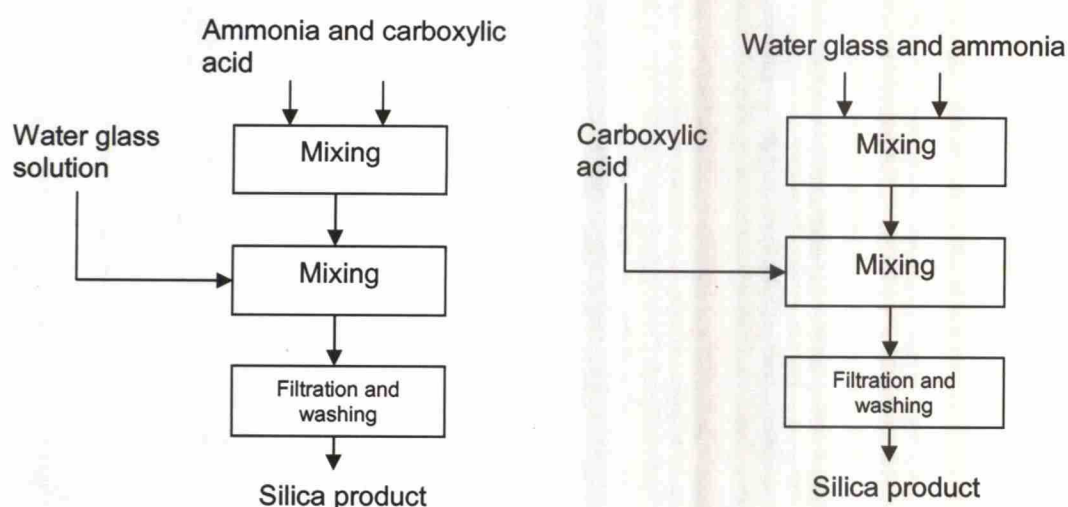 Ammonia and carboxylic
acid
Water glass
solution
Mixing
Mixing
Filtration and
washing
Silica product
Water glass and ammonia
Carboxylic
acid
Mixing
Mixing
Filtration and
washing
Silica product